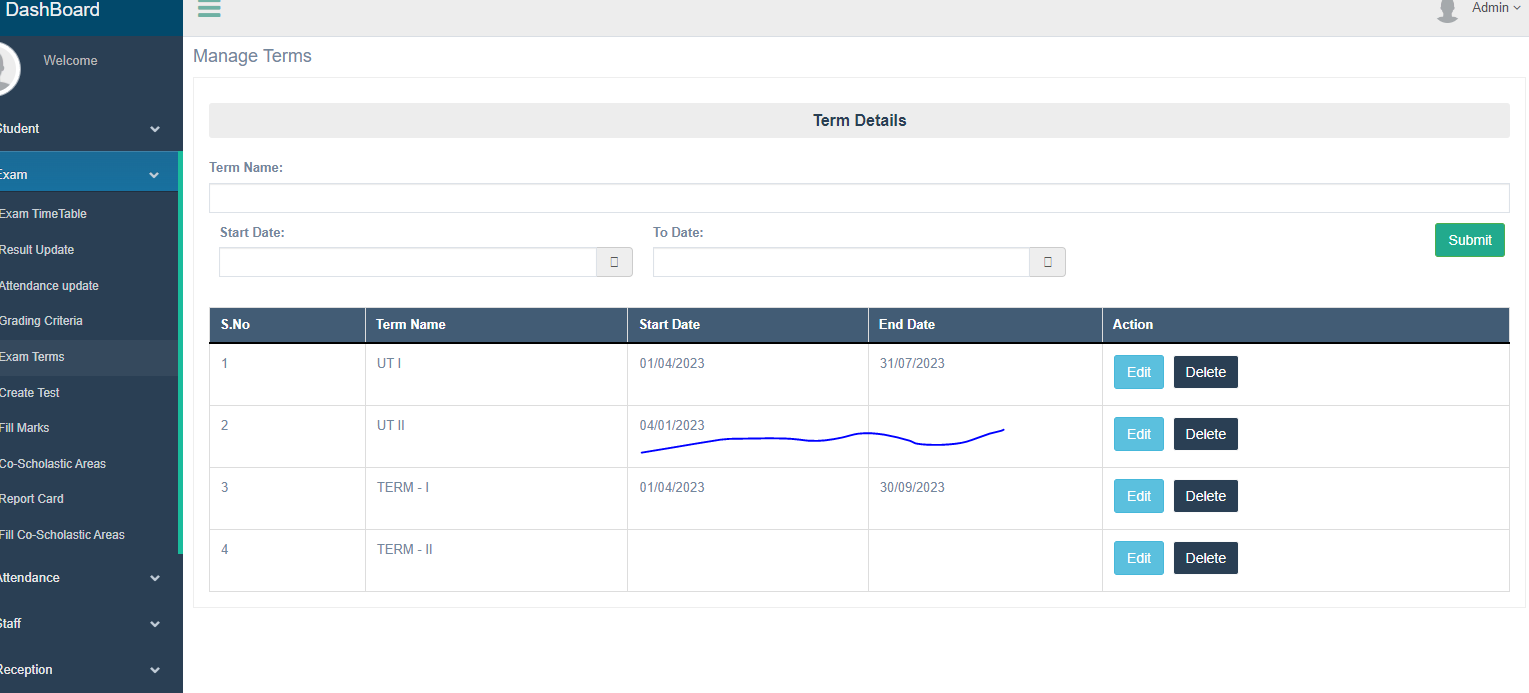 DashBoard
Admin
Welcome
Manage Terms
Student
Exam
Exam TimeTable
Result Update
Attendance update
Grading Criteria
Exam Terms
Create Test
Fill Marks
Co-Scholastic Areas
Report Card
Fill Co-Scholastic Areas
Attendance
Staff
Reception
Term Details
Term Name:
Start Date: To Date: Submit
S.No Term Name Start Date End Date Action
1 UT I 01/04/2023 31/07/2023 Edit Delete
2 UT II 04/01/2023 Edit Delete
3 TERM - I 01/04/2023 30/09/2023 Edit Delete
4 TERM - II Edit Delete